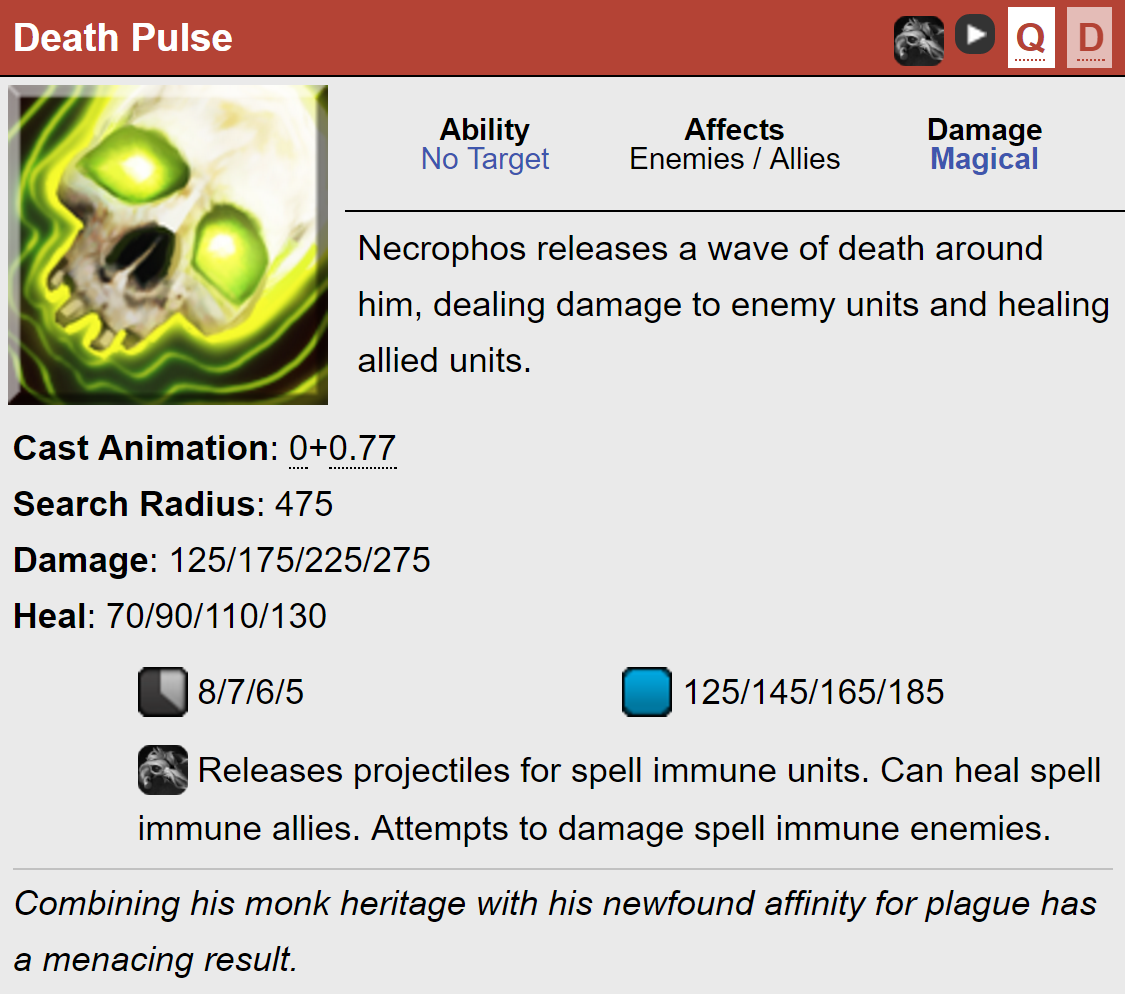 Death Pulse
Q D
Ability Affects Damage
No Target Enemies / Allies Magical
Necrophos releases a wave of death around
him, dealing damage to enemy units and healing
allied units.
Cast Animation: 0+0.77
Search Radius: 475
Damage: 125/175/225/275
Heal: 70/90/110/130
8/7/6/5 125/145/165/185
Releases projectiles for spell immune units. Can heal spell
immune allies. Attempts to damage spell immune enemies.
Combining his monk heritage with his newfound affinity for plague has
a menacing result.